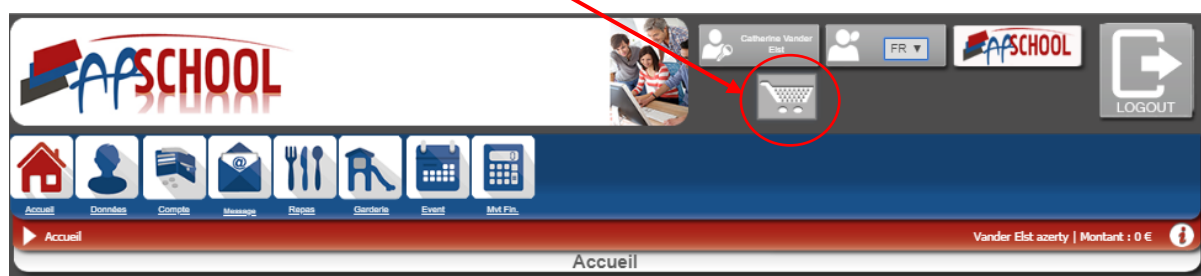 APSCHOOL
Catherine Vander
Elst
FR ▼
APSCHOOL
LOGOUT
@
0
Accueil
Données
Compte
Message
Repas
Garderie
Event
Mvt Fin.
Accueil
Vander Elst azerty | Montant : 0 €
i
Accueil